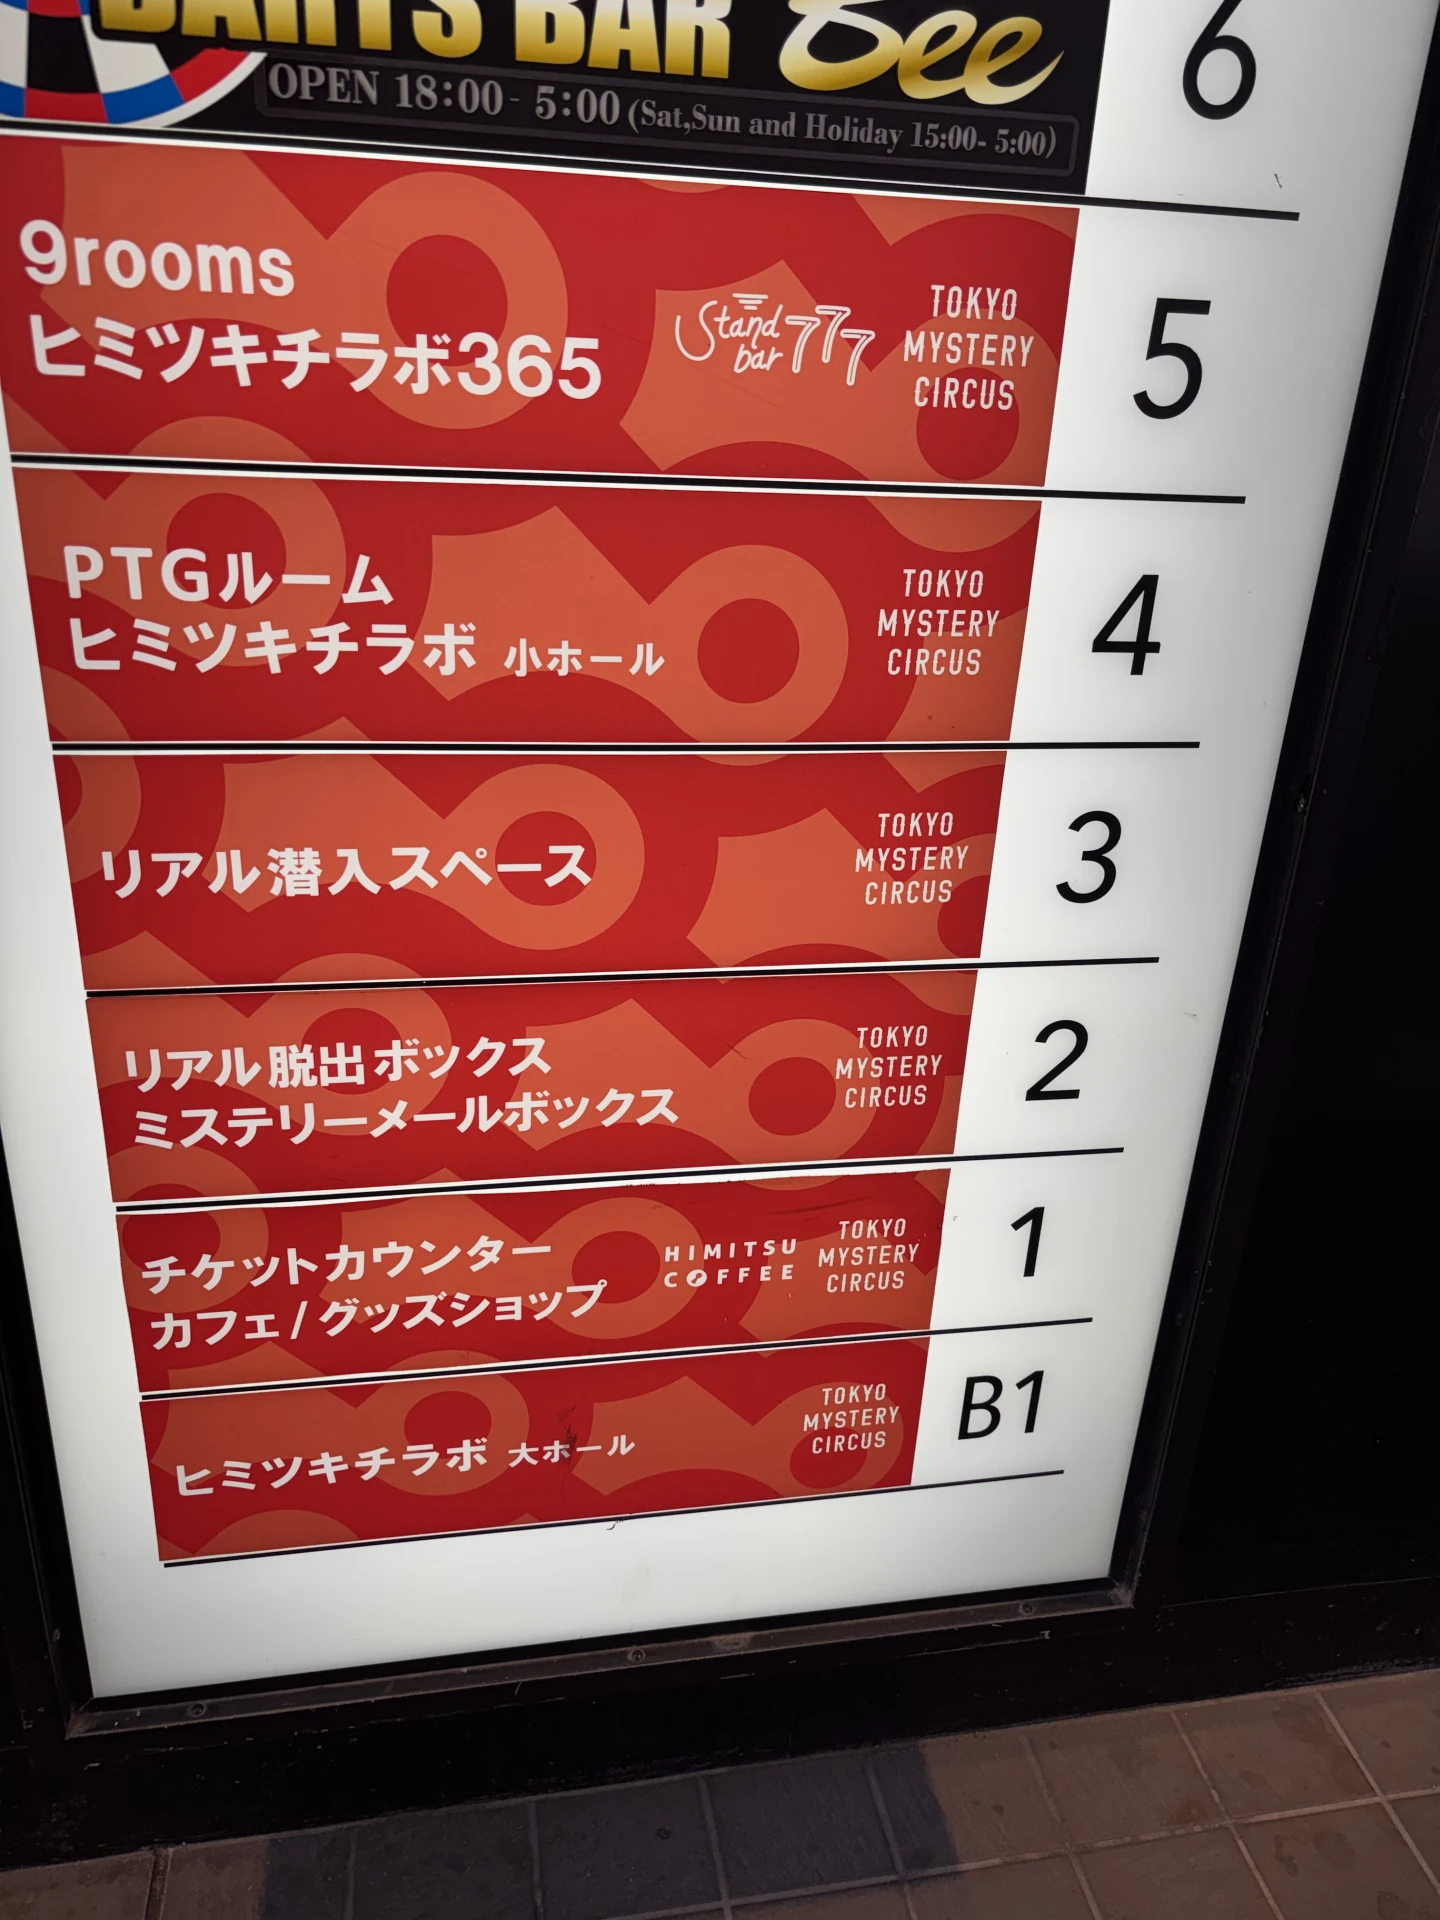 DARTS BAR Bee
OPEN 18:00 - 5:00 (Sat,Sun and Holiday 15:00- 5:00)
6
9rooms
ヒミツキチラボ365
Stand
bar 777
TOKYO
MYSTERY
CIRCUS
5
PTGルーム
ヒミツキチラボ 小ホール
TOKYO
MYSTERY
CIRCUS
4
リアル潜入スペース
TOKYO
MYSTERY
CIRCUS
3
リアル脱出ボックス
ミステリーメールボックス
TOKYO
MYSTERY
CIRCUS
2
チケットカウンター
カフェ/グッズショップ
HIMITSU
COFFEE
TOKYO
MYSTERY
CIRCUS
1
ヒミツキチラボ 大ホール
TOKYO
MYSTERY
CIRCUS
B1